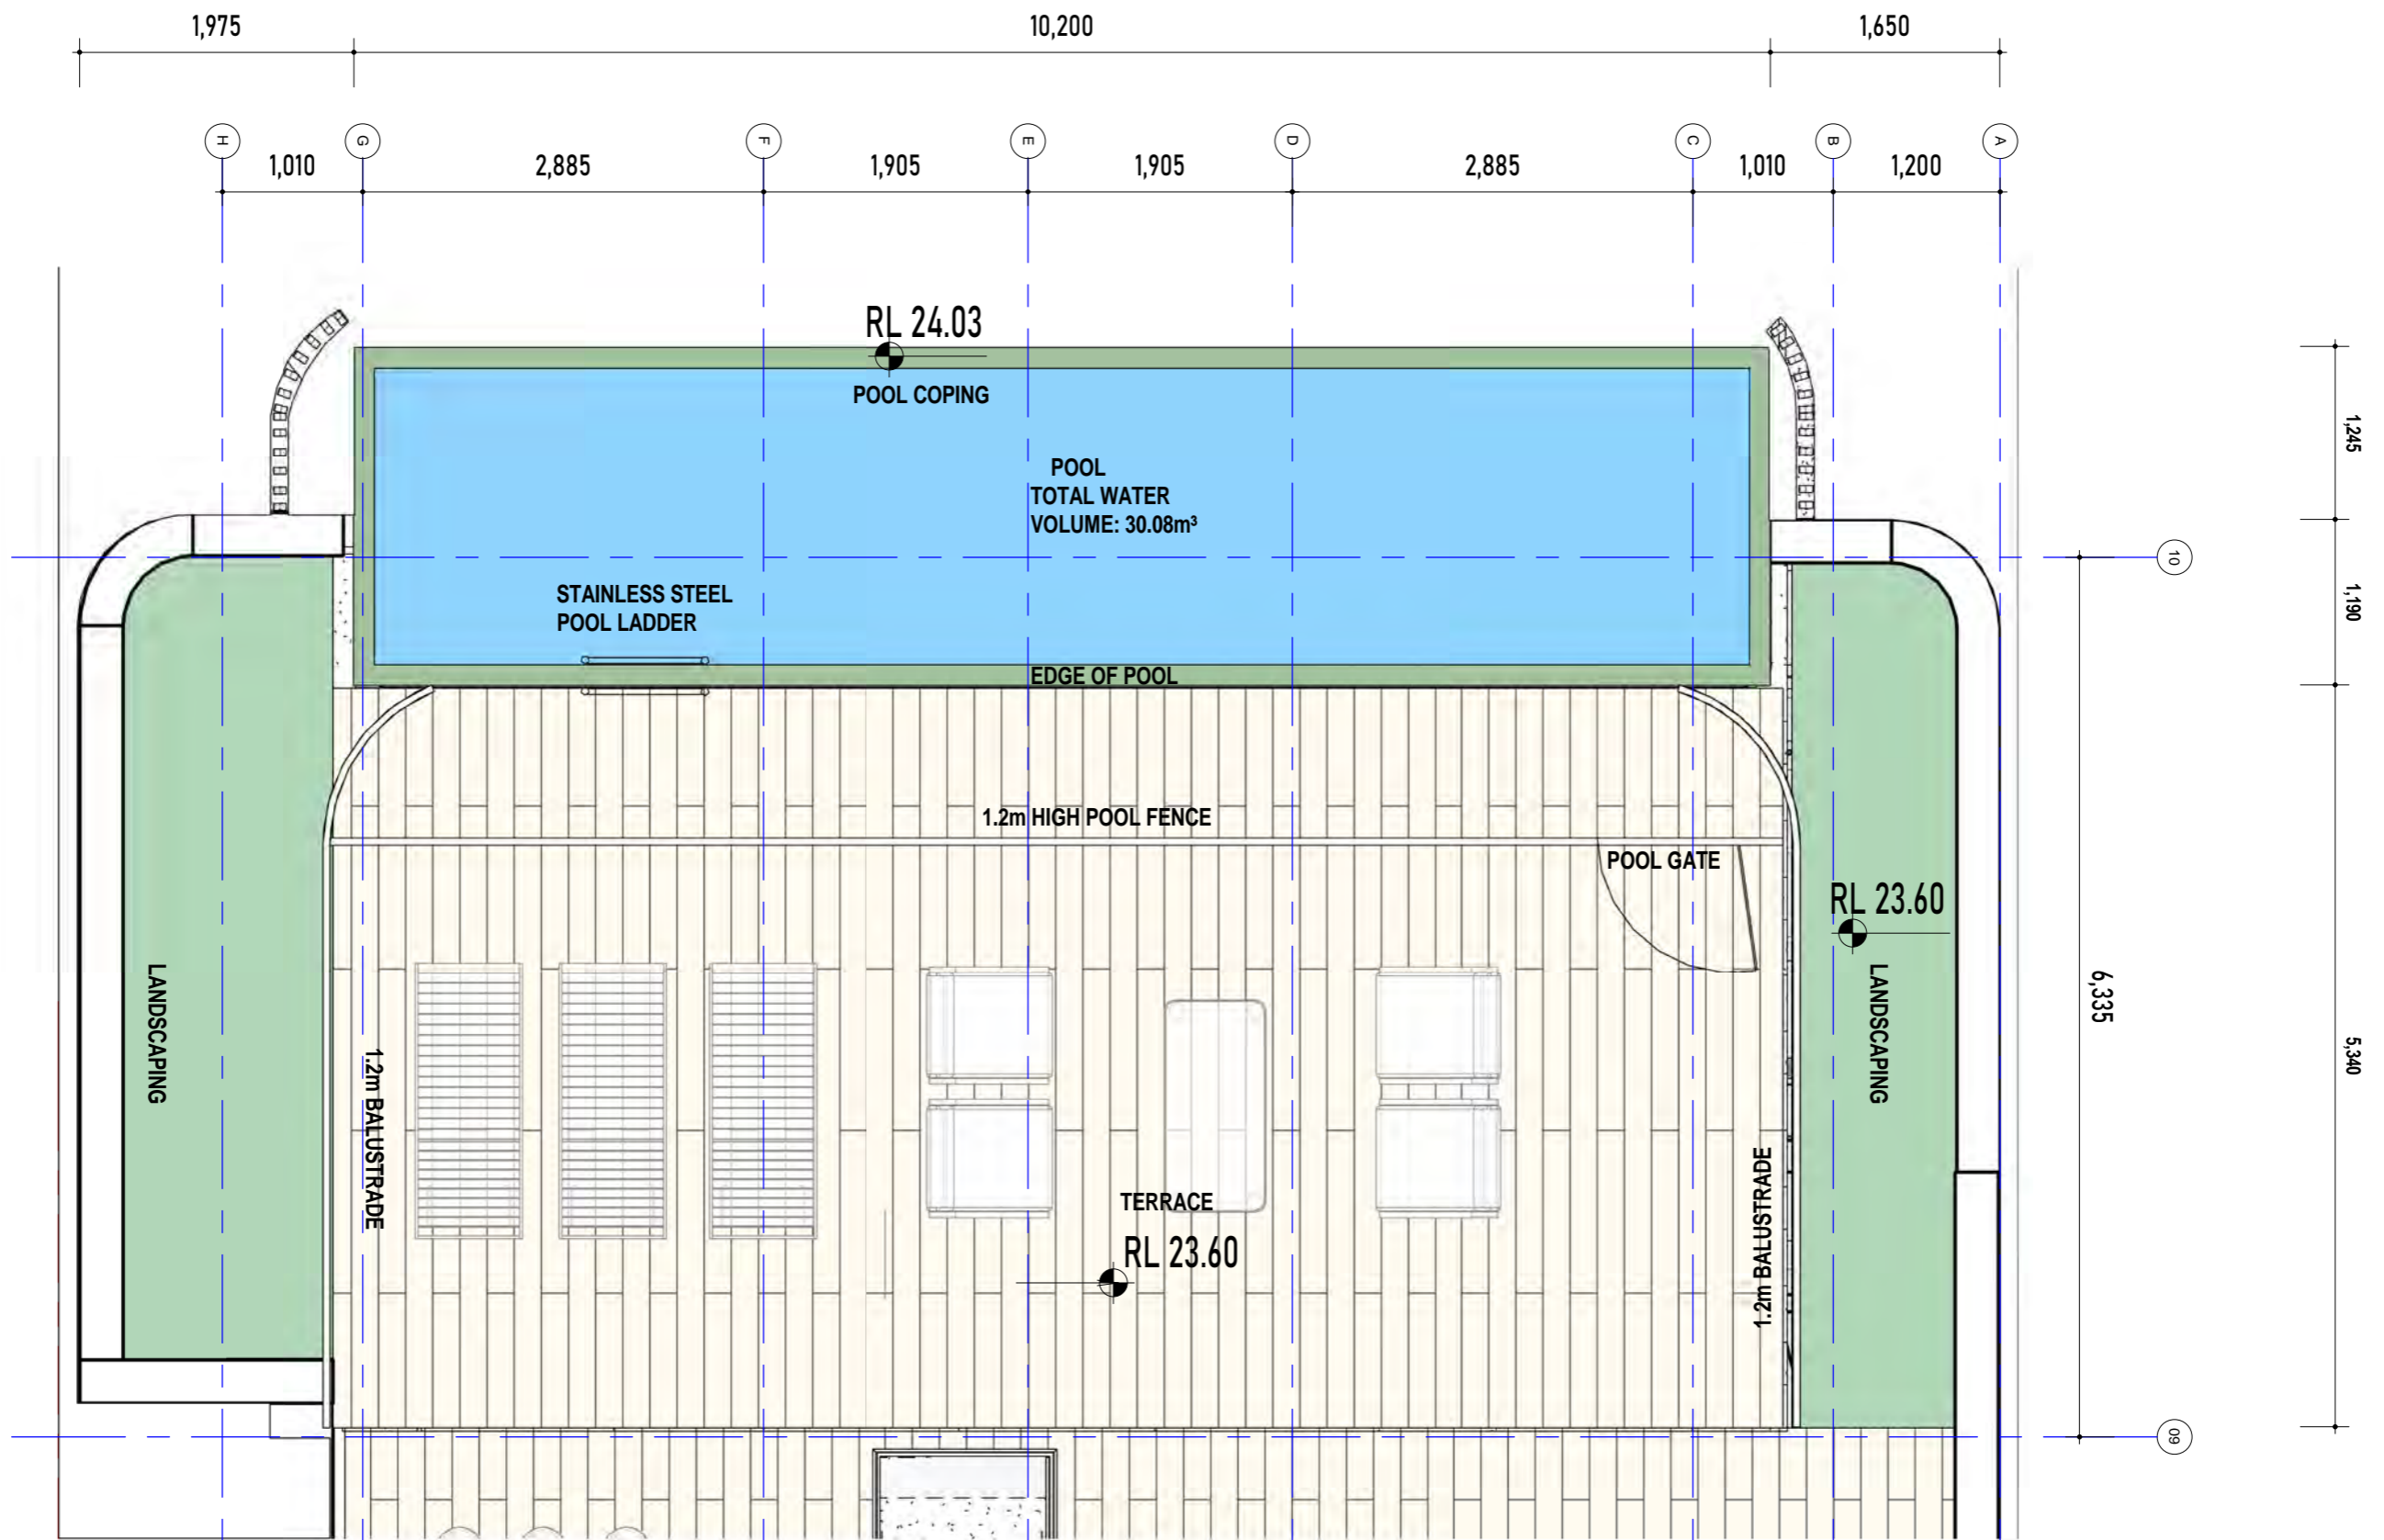 1,975
10,200
1,650
H
G
F
E
D
C
B
A
1,010
2,885
1,905
1,905
2,885
1,010
1,200
RL 24.03
POOL COPING
POOL
TOTAL WATER
VOLUME: 30.08m³
STAINLESS STEEL
POOL LADDER
EDGE OF POOL
1,245
10
1,190
1.2m HIGH POOL FENCE
POOL GATE
RL 23.60
LANDSCAPING
LANDSCAPING
6,335
5,340
1.2m BALUSTRADE
1.2m BALUSTRADE
TERRACE
RL 23.60
09